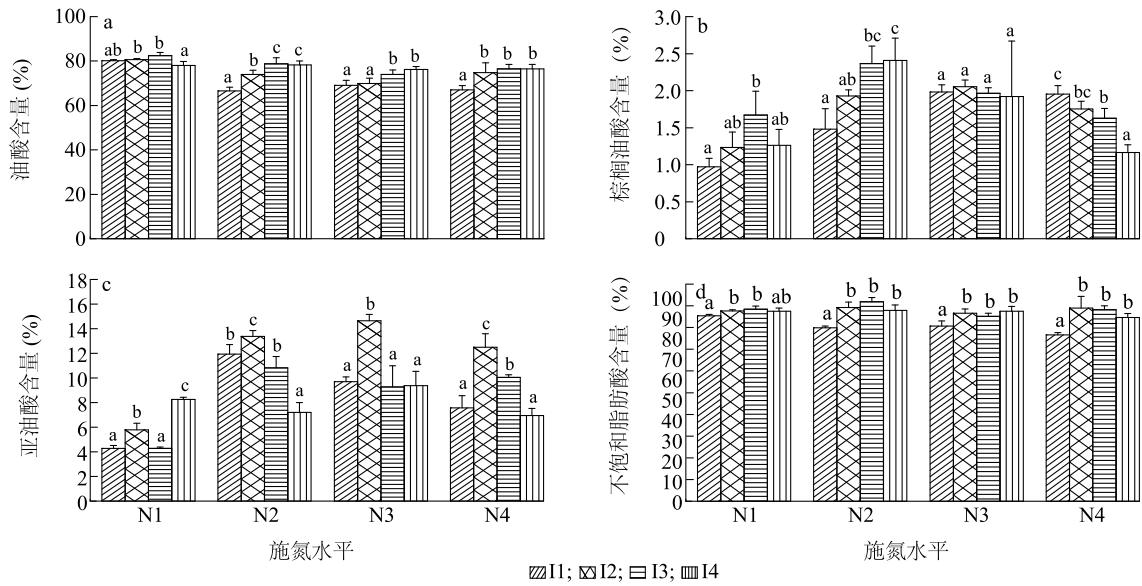 油酸含量 (%)
a
100
80
60
40
20
0
ab b b a
a b c c
a a b b
a b b b
棕榈油酸含量 (%)
b
3.0
2.5
2.0
1.5
1.0
0.5
0
a ab b ab
a ab bc c
a a a a
c bc b a
亚油酸含量 (%)
c
18
16
14
12
10
8
6
4
2
0
a b a c
b c b a
a b a a
a c b a
N1 N2 N3 N4
施氮水平
不饱和脂肪酸含量 (%)
d
100
90
80
70
60
50
40
30
20
10
0
a b b ab
a b b b
a b b b
a b b b
N1 N2 N3 N4
施氮水平
I1; I2; I3; I4